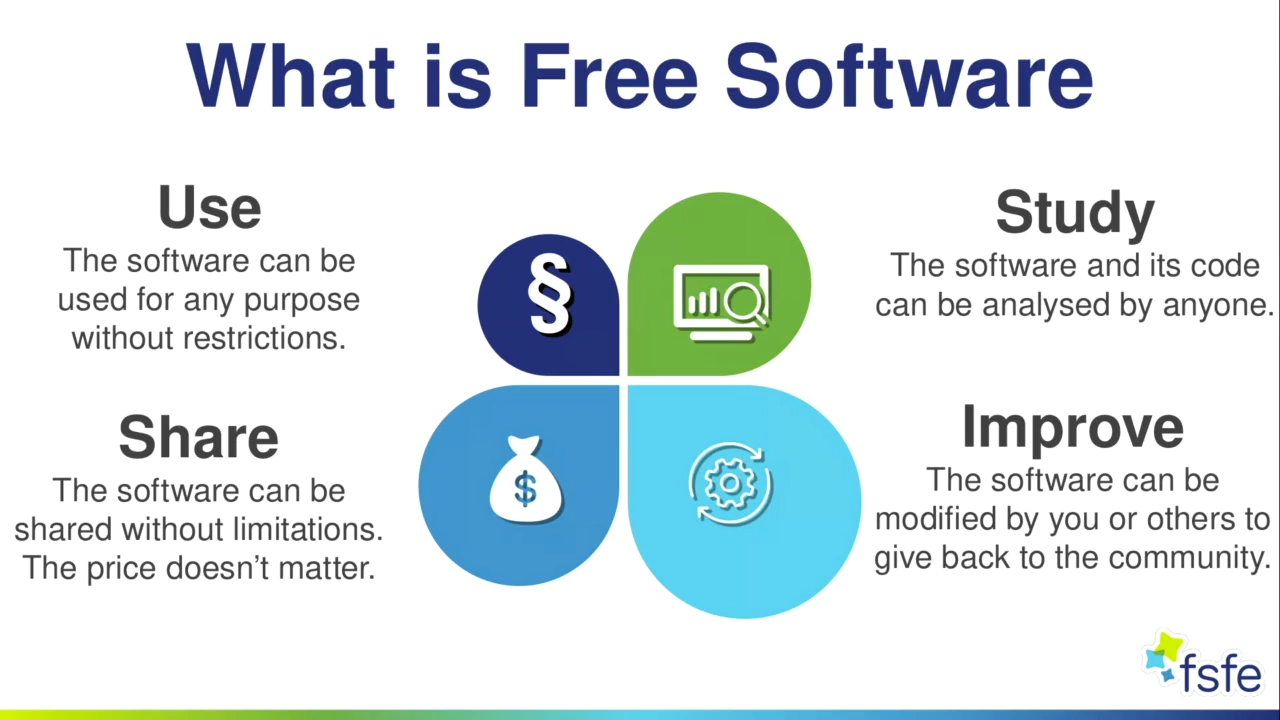 What is Free Software
Use
The software can be
used for any purpose
without restrictions.
§
Study
The software and its code
can be analysed by anyone.
Share
The software can be
shared without limitations.
The price doesn’t matter.
$
Improve
The software can be
modified by you or others to
give back to the community.
fsfe